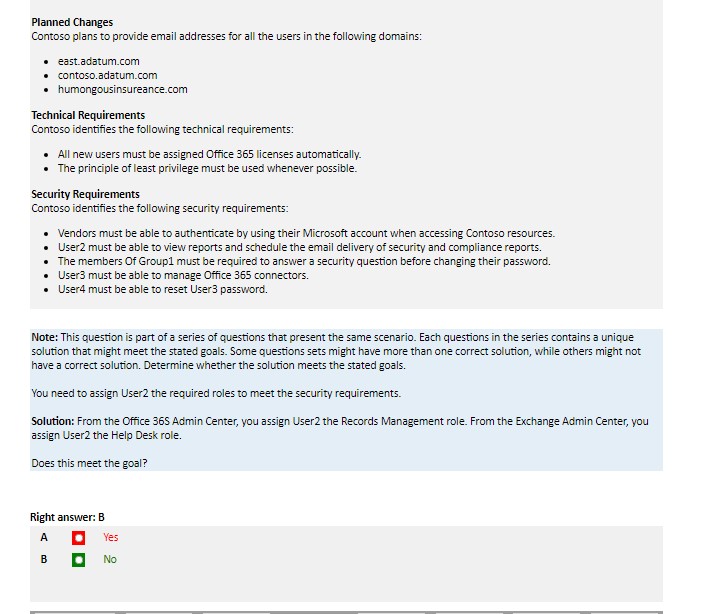 Planned Changes
Contoso plans to provide email addresses for all the users in the following domains:
• east.adatum.com
• contoso.adatum.com
• humongousinsureance.com
Technical Requirements
Contoso identifies the following technical requirements:
• All new users must be assigned Office 365 licenses automatically.
• The principle of least privilege must be used whenever possible.
Security Requirements
Contoso identifies the following security requirements:
• Vendors must be able to authenticate by using their Microsoft account when accessing Contoso resources.
• User2 must be able to view reports and schedule the email delivery of security and compliance reports.
• The members Of Group1 must be required to answer a security question before changing their password.
• User3 must be able to manage Office 365 connectors.
• User4 must be able to reset User3 password.
Note: This question is part of a series of questions that present the same scenario. Each questions in the series contains a unique
solution that might meet the stated goals. Some questions sets might have more than one correct solution, while others might not
have a correct solution. Determine whether the solution meets the stated goals.
You need to assign User2 the required roles to meet the security requirements.
Solution: From the Office 36S Admin Center, you assign User2 the Records Management role. From the Exchange Admin Center, you
assign User2 the Help Desk role.
Does this meet the goal?
Right answer: B
A Yes
B No